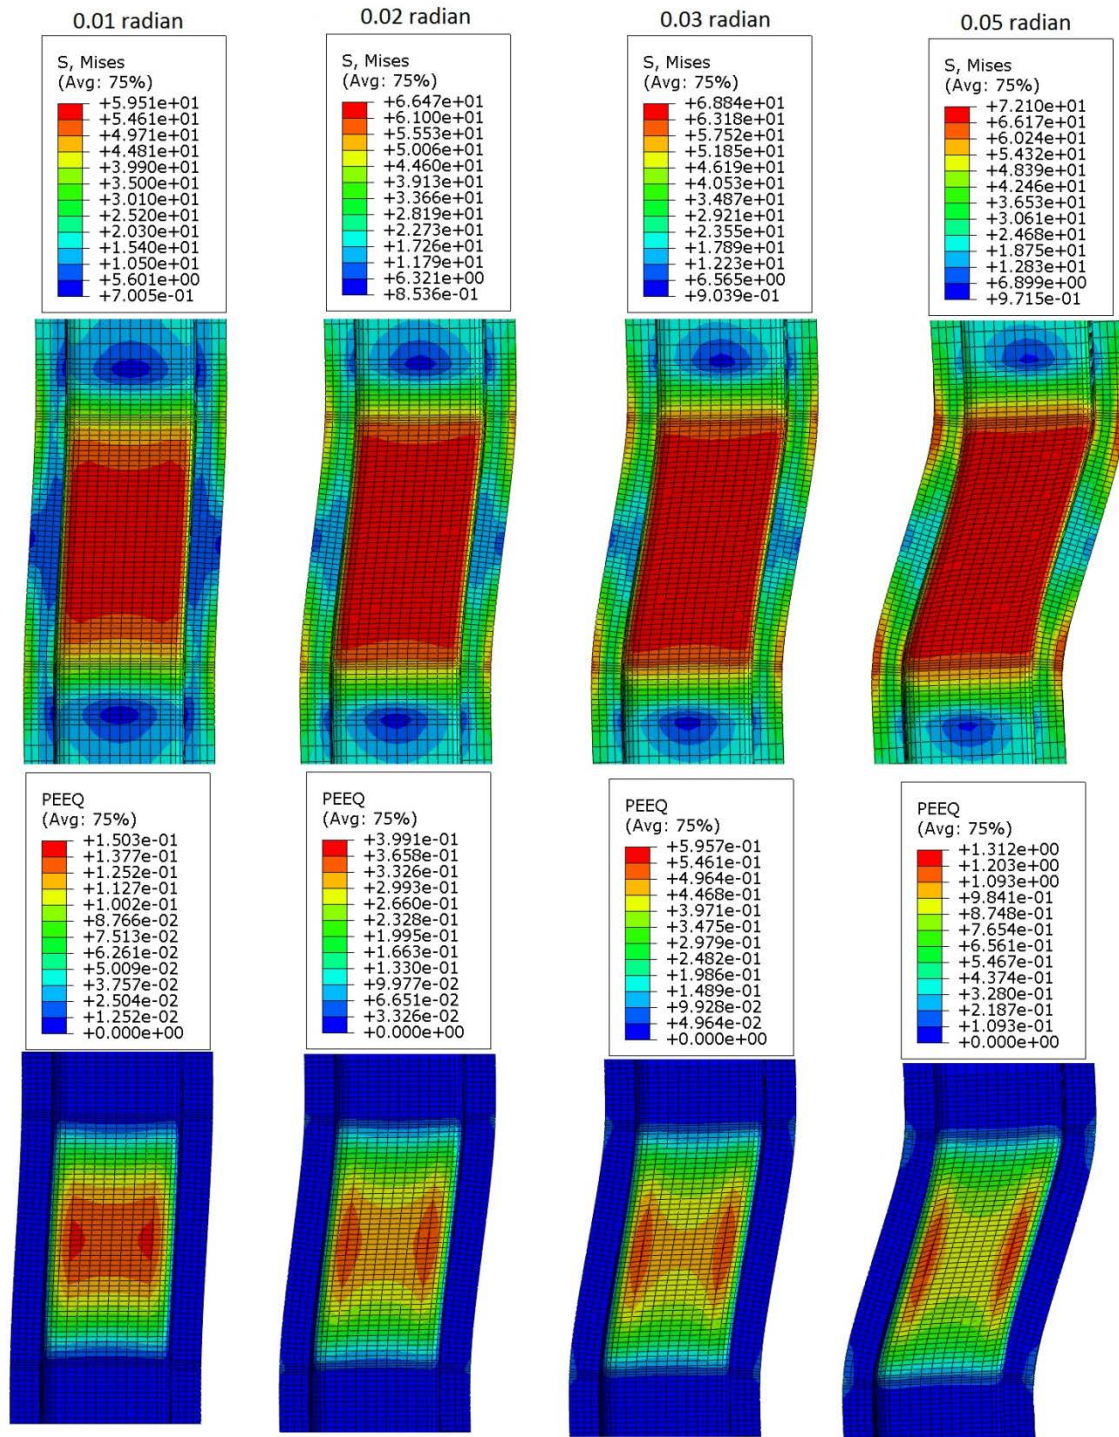 0.01 radian
0.02 radian
0.03 radian
0.05 radian
S, Mises
(Avg: 75%)
+5.951e+01
+5.461e+01
+4.971e+01
+4.481e+01
+3.990e+01
+3.500e+01
+3.010e+01
+2.520e+01
+2.030e+01
+1.540e+01
+1.050e+01
+5.601e+00
+7.005e-01
S, Mises
(Avg: 75%)
+6.647e+01
+6.100e+01
+5.553e+01
+5.006e+01
+4.460e+01
+3.913e+01
+3.366e+01
+2.819e+01
+2.273e+01
+1.726e+01
+1.179e+01
+6.321e+00
+8.536e-01
S, Mises
(Avg: 75%)
+6.884e+01
+6.318e+01
+5.752e+01
+5.185e+01
+4.619e+01
+4.053e+01
+3.487e+01
+2.921e+01
+2.355e+01
+1.789e+01
+1.223e+01
+6.565e+00
+9.039e-01
S, Mises
(Avg: 75%)
+7.210e+01
+6.617e+01
+6.024e+01
+5.432e+01
+4.839e+01
+4.246e+01
+3.653e+01
+3.061e+01
+2.468e+01
+1.875e+01
+1.283e+01
+6.899e+00
+9.715e-01
PEEQ
(Avg: 75%)
+1.503e-01
+1.377e-01
+1.252e-01
+1.127e-01
+1.002e-01
+8.766e-02
+7.513e-02
+6.261e-02
+5.009e-02
+3.757e-02
+2.504e-02
+1.252e-02
+0.000e+00
PEEQ
(Avg: 75%)
+3.991e-01
+3.658e-01
+3.326e-01
+2.993e-01
+2.660e-01
+2.328e-01
+1.995e-01
+1.663e-01
+1.330e-01
+9.977e-02
+6.651e-02
+3.326e-02
+0.000e+00
PEEQ
(Avg: 75%)
+5.957e-01
+5.461e-01
+4.964e-01
+4.468e-01
+3.971e-01
+3.475e-01
+2.979e-01
+2.482e-01
+1.986e-01
+1.489e-01
+9.928e-02
+4.964e-02
+0.000e+00
PEEQ
(Avg: 75%)
+1.312e+00
+1.203e+00
+1.093e+00
+9.841e-01
+8.748e-01
+7.654e-01
+6.561e-01
+5.467e-01
+4.374e-01
+3.280e-01
+2.187e-01
+1.093e-01
+0.000e+00